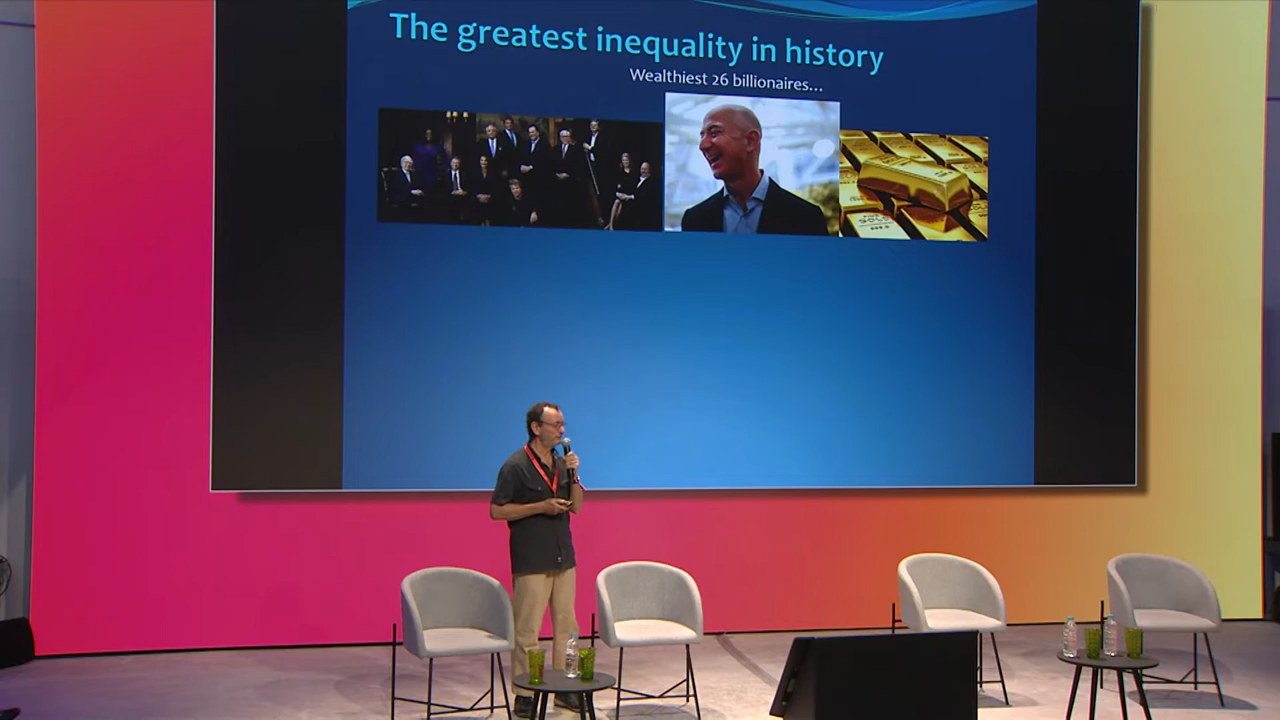 The greatest inequality in history
Wealthiest 26 billionaires...